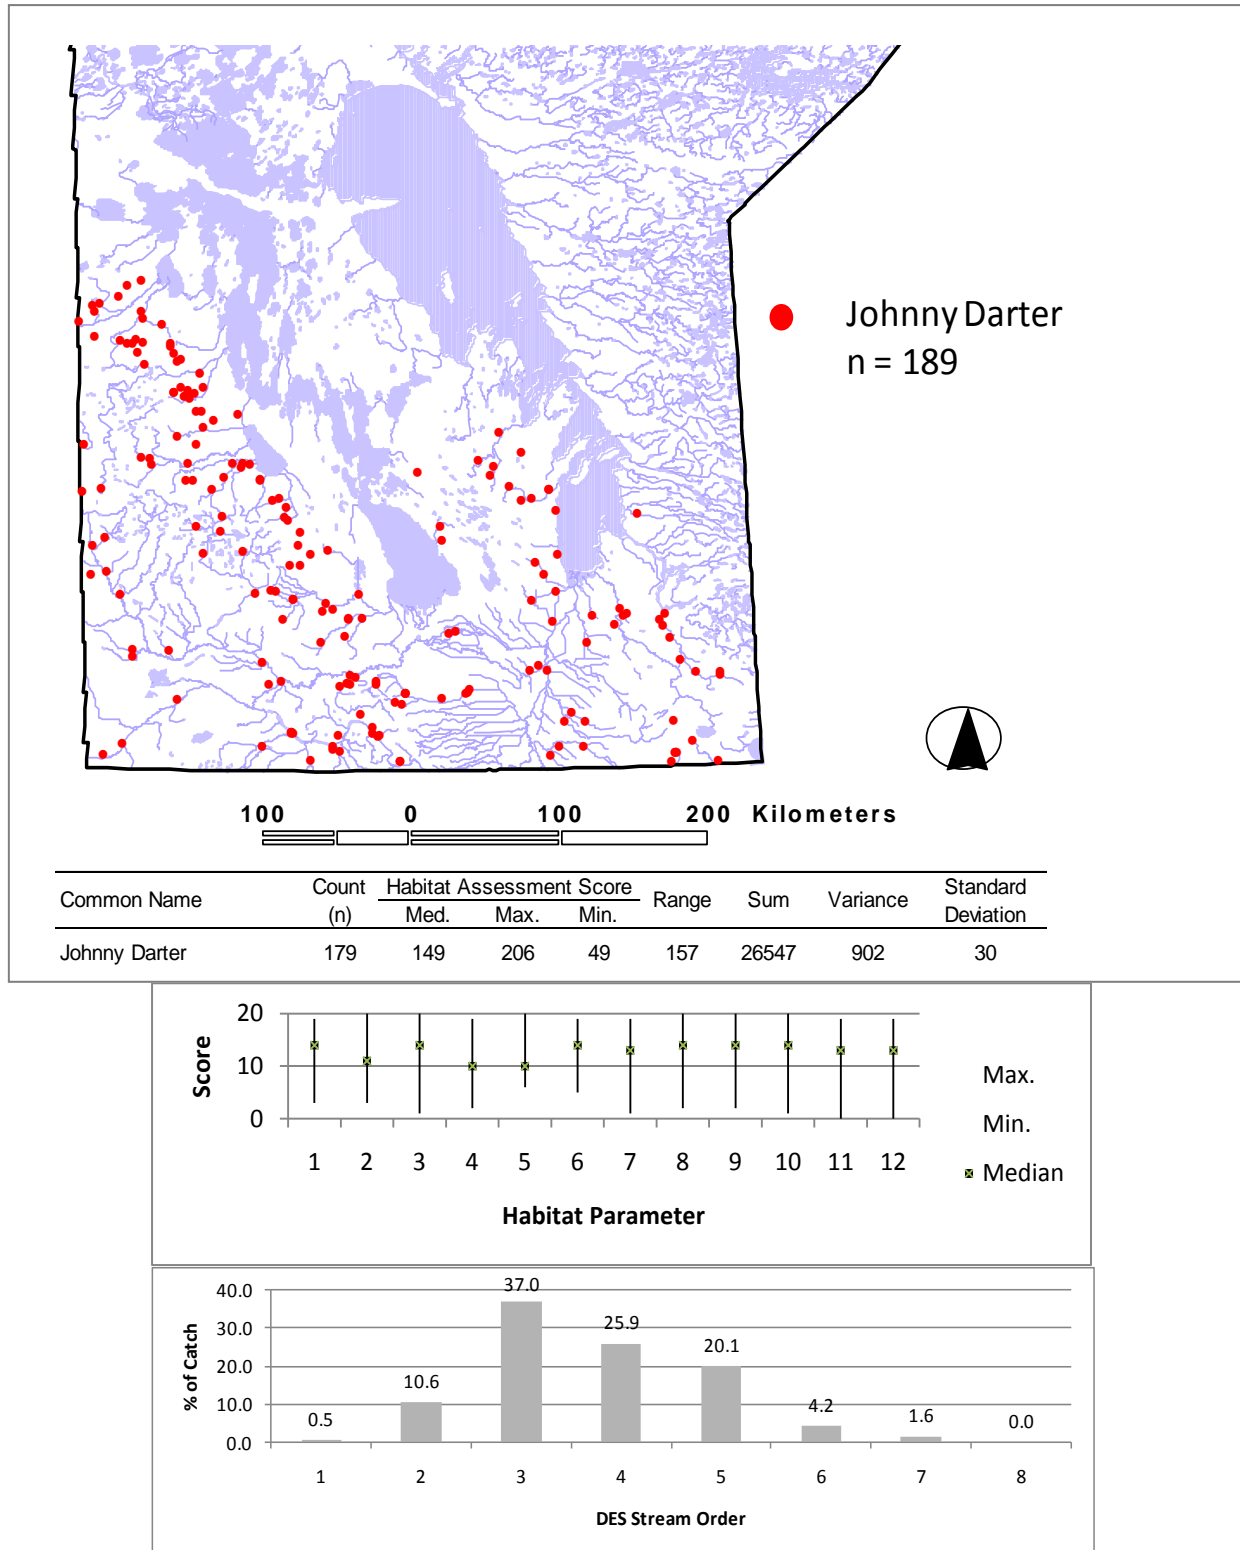 Johnny Darter
n = 189
100 0 100 200 Kilometers
Common Name Count (n) Habitat Assessment Score Range Sum Variance Standard Deviation
Med. Max. Min.
Johnny Darter 179 149 206 49 157 26547 902 30
20
10
0
Score
1 2 3 4 5 6 7 8 9 10 11 12
Habitat Parameter
Max.
Min.
Median
40.0
30.0
20.0
10.0
0.0
% of Catch
0.5 10.6 37.0 25.9 20.1 4.2 1.6 0.0
1 2 3 4 5 6 7 8
DES Stream Order